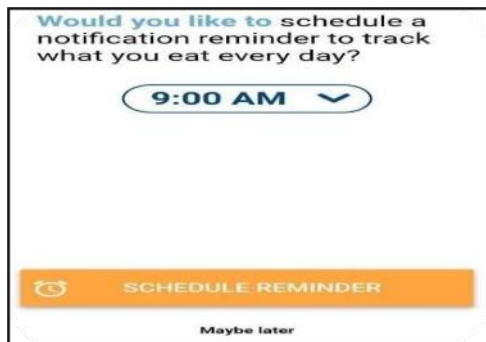 Would you like to schedule a
notification reminder to track
what you eat every day?
9:00 AM
SCHEDULE REMINDER
Maybe later